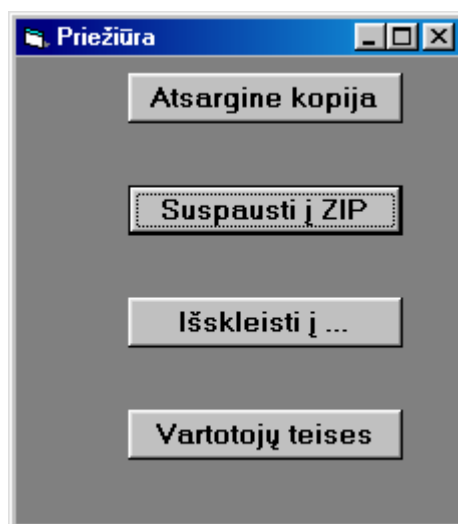 Priežiūra
Atsargine kopija
Suspausti į ZIP
Išskleisti į ...
Vartotojų teises